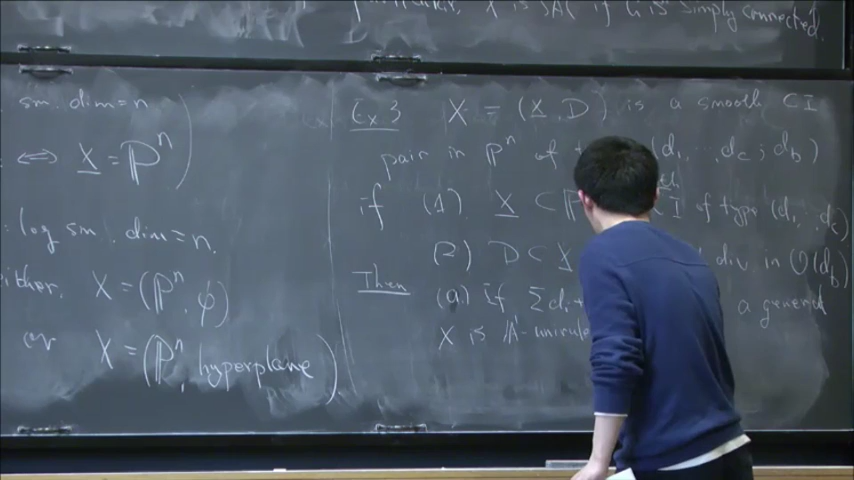 X is SAC if G is simply connected.
sm. dim = n
⟺ X = ℙⁿ
log sm. dim = n.
either, X = (ℙⁿ, φ)
or X = (ℙⁿ, hyperplane)
Ex 3 X = (X, D) is a smooth CI
pair in ℙⁿ of (d₁, ..., d_c; d_b)
if (1) X ⊂ ℙ CI of type (d₁, .. d_c)
(2) D ⊂ X div. in O(d_b)
Then (a) If Σdᵢ a general
X is 𝔸¹-uniruled